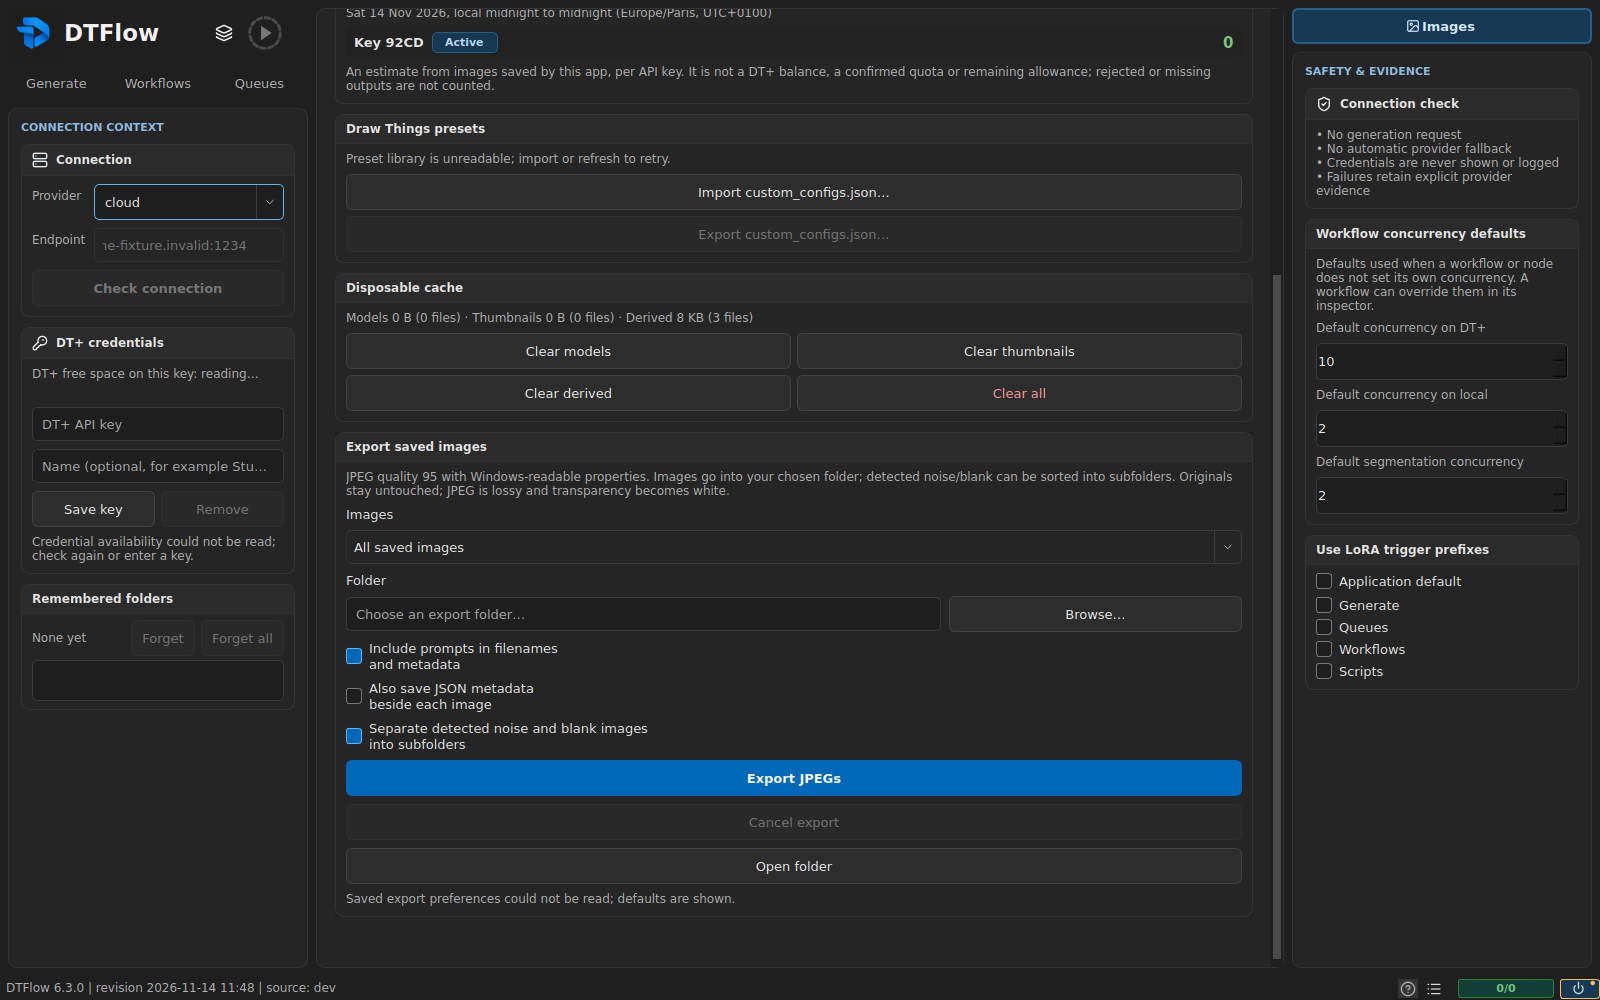 DTFlow
Generate
Workflows
Queues
CONNECTION CONTEXT
Connection
Provider
cloud
Endpoint
ne-fixture.invalid:1234
Check connection
DT+ credentials
DT+ free space on this key: reading...
DT+ API key
Name (optional, for example Stu...
Save key
Remove
Credential availability could not be read;
check again or enter a key.
Remembered folders
None yet
Forget
Forget all
Sat 14 Nov 2026, local midnight to midnight (Europe/Paris, UTC+0100)
Key 92CD
Active
0
An estimate from images saved by this app, per API key. It is not a DT+ balance, a confirmed quota or remaining allowance; rejected or missing
outputs are not counted.
Draw Things presets
Preset library is unreadable; import or refresh to retry.
Import custom_configs.json...
Export custom_configs.json...
Disposable cache
Models 0 B (0 files) · Thumbnails 0 B (0 files) · Derived 8 KB (3 files)
Clear models
Clear thumbnails
Clear derived
Clear all
Export saved images
JPEG quality 95 with Windows-readable properties. Images go into your chosen folder; detected noise/blank can be sorted into subfolders. Originals
stay untouched; JPEG is lossy and transparency becomes white.
Images
All saved images
Folder
Choose an export folder...
Browse...
Include prompts in filenames
and metadata
Also save JSON metadata
beside each image
Separate detected noise and blank images
into subfolders
Export JPEGs
Cancel export
Open folder
Saved export preferences could not be read; defaults are shown.
Images
SAFETY & EVIDENCE
Connection check
• No generation request
• No automatic provider fallback
• Credentials are never shown or logged
• Failures retain explicit provider
evidence
Workflow concurrency defaults
Defaults used when a workflow or node
does not set its own concurrency. A
workflow can override them in its
inspector.
Default concurrency on DT+
10
Default concurrency on local
2
Default segmentation concurrency
2
Use LoRA trigger prefixes
Application default
Generate
Queues
Workflows
Scripts
DTFlow 6.3.0 | revision 2026-11-14 11:48 | source: dev
0/0